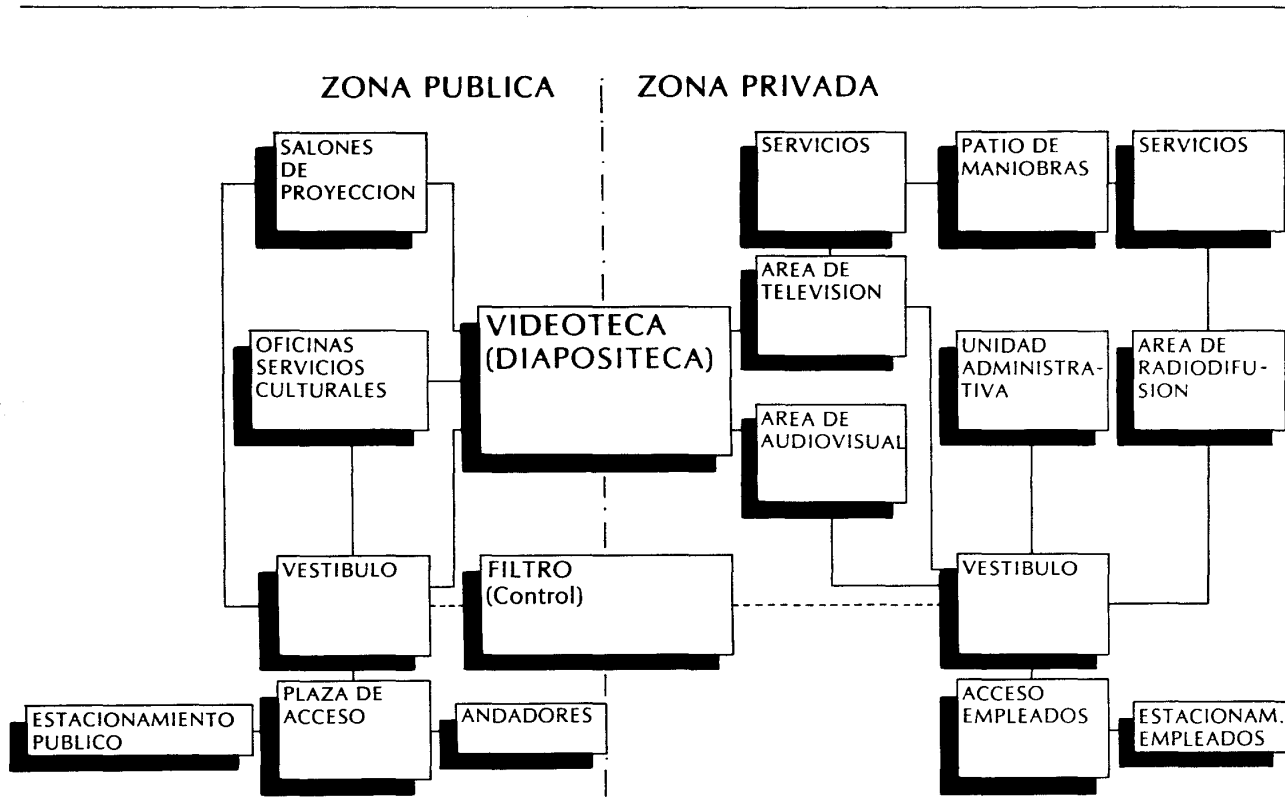 ZONA PUBLICA
ZONA PRIVADA
SALONES
DE
PROYECCION
SERVICIOS
PATIO DE
MANIOBRAS
SERVICIOS
AREA DE
TELEVISION
VIDEOTECA
(DIAPOSITECA)
OFICINAS
SERVICIOS
CULTURALES
UNIDAD
ADMINISTRA-
TIVA
AREA DE
RADIODIFU-
SION
AREA DE
AUDIOVISUAL
VESTIBULO
FILTRO
(Control)
VESTIBULO
PLAZA DE
ACCESO
ESTACIONAMIENTO
PUBLICO
ANDADORES
ACCESO
EMPLEADOS
ESTACIONAM.
EMPLEADOS